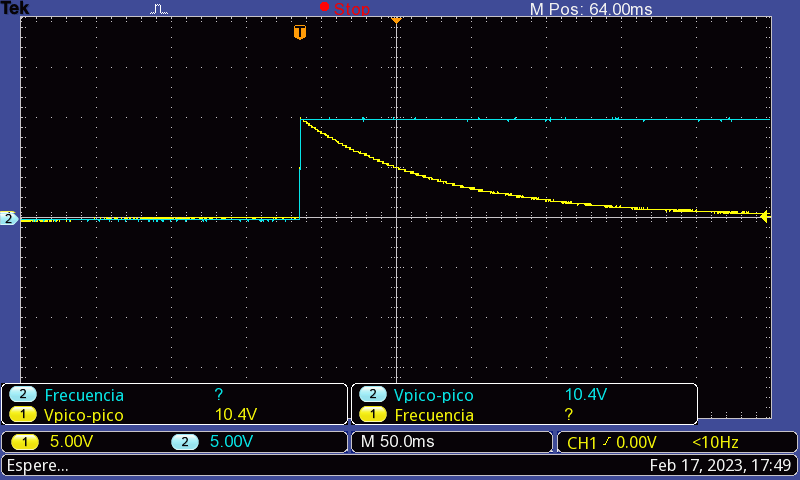 Tek Stop M Pos: 64.00ms
T
2
2 Frecuencia ? 2 Vpico-pico 10.4V
1 Vpico-pico 10.4V 1 Frecuencia ?
1 5.00V 2 5.00V M 50.0ms CH1 0.00V <10Hz
Espere... Feb 17, 2023, 17:49